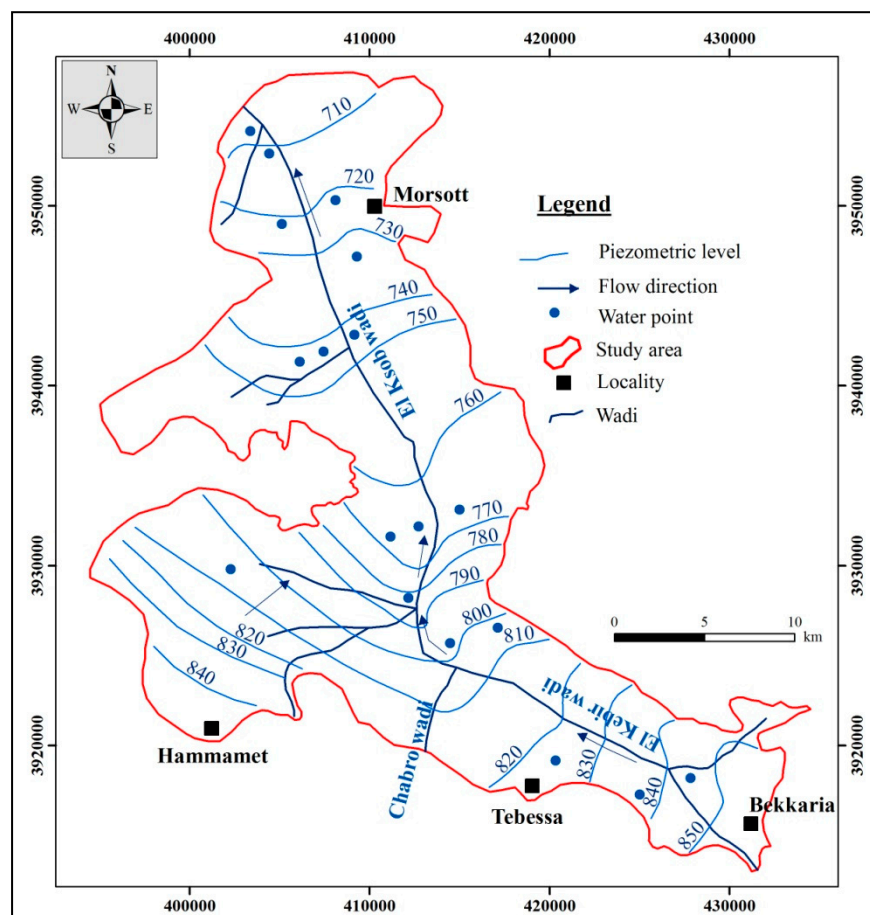 400000 410000 420000 430000
N
W E
S
710
720
Morsott
730
740
750
760
770
780
790
800
810
820
830
840
820
830
840
850
El Ksob wadi
El Kebir wadi
Chabro wadi
Hammamet
Tebessa
Bekkaria
Legend
Piezometric level
Flow direction
Water point
Study area
Locality
Wadi
0 5 10
km
3950000
3940000
3930000
3920000
3950000
3940000
3930000
3920000
400000 410000 420000 430000